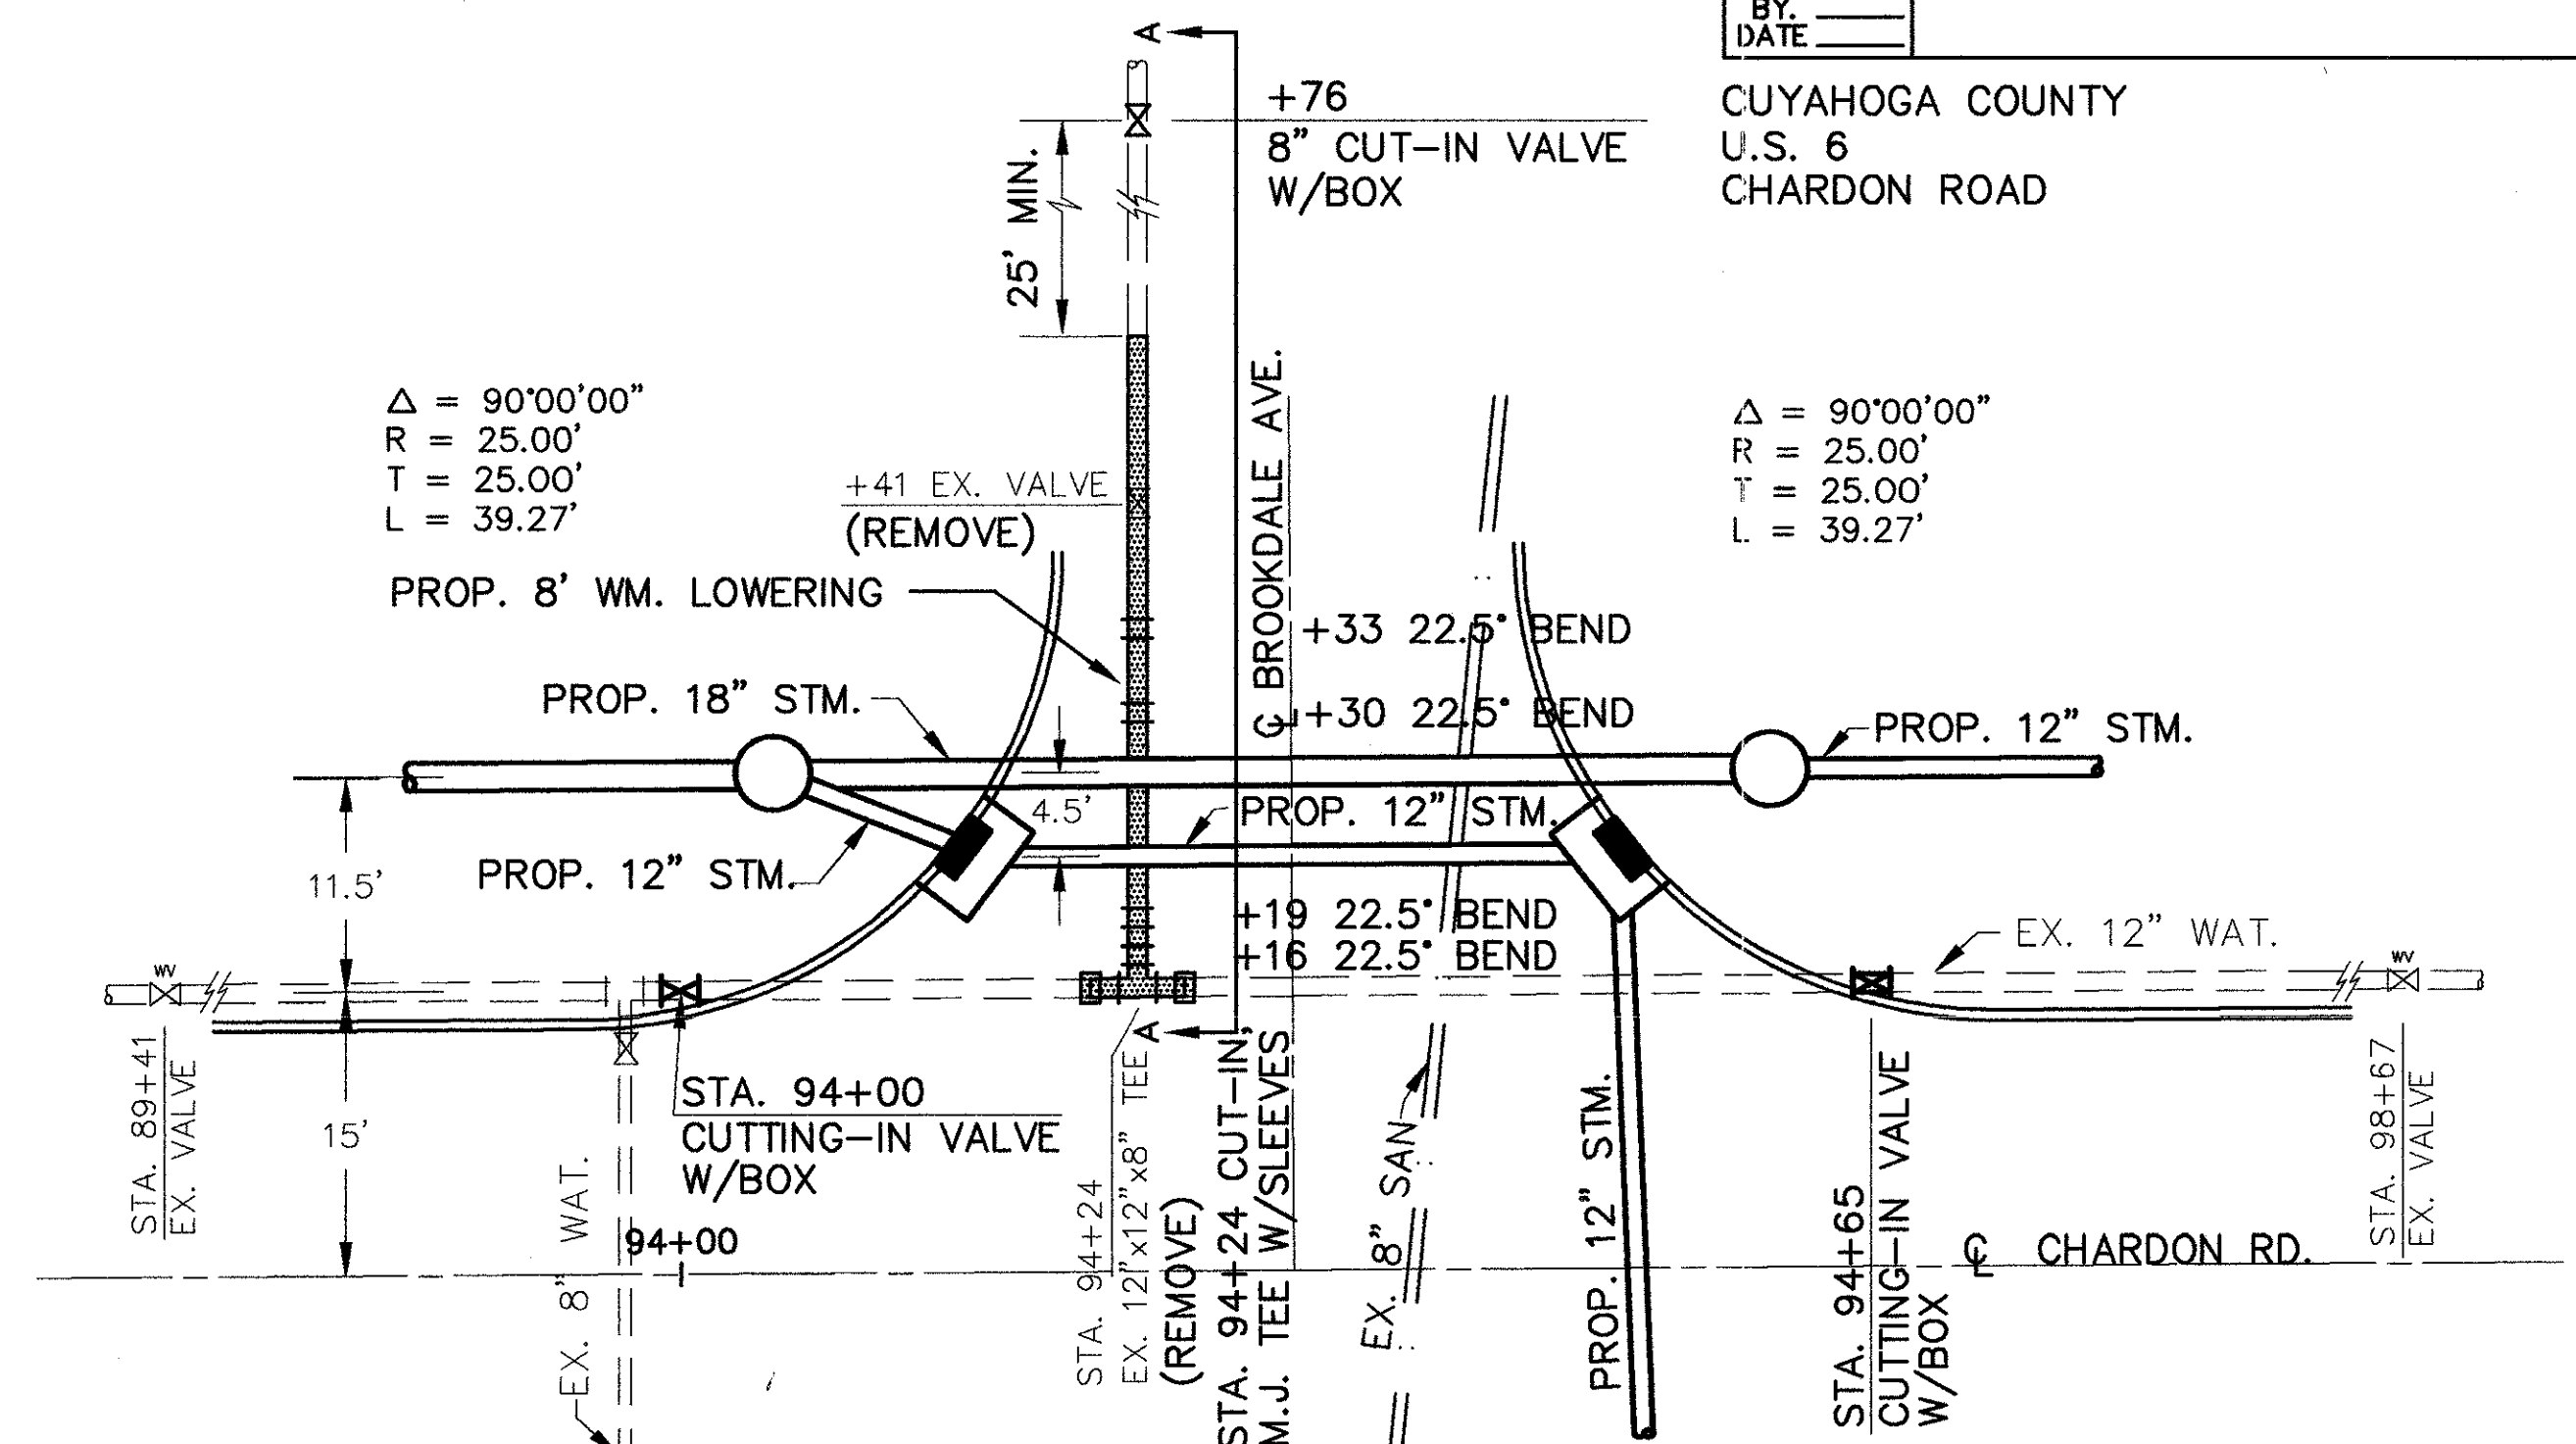 BY.
DATE
A
+76
8" CUT-IN VALVE
W/BOX
CUYAHOGA COUNTY
U.S. 6
CHARDON ROAD
25' MIN.
Δ = 90°00'00"
R = 25.00'
T = 25.00'
L = 39.27'
Δ = 90°00'00"
R = 25.00'
T = 25.00'
L = 39.27'
+41 EX. VALVE
(REMOVE)
℄ BROOKDALE AVE.
PROP. 8' WM. LOWERING
+33 22.5° BEND
PROP. 18" STM.
+30 22.5° BEND
PROP. 12" STM.
4.5'
PROP. 12" STM.
PROP. 12" STM.
11.5'
+19 22.5° BEND
+16 22.5° BEND
EX. 12" WAT.
WV
WV
A
STA. 89+41
EX. VALVE
15'
STA. 94+00
CUTTING-IN VALVE
W/BOX
EX. 8" WAT.
94+00
STA. 94+24
EX. 12"x12"x8" TEE
(REMOVE)
STA. 94+24 CUT-IN,
M.J. TEE W/SLEEVES
EX. 8" SAN.
PROP. 12" STM.
STA. 94+65
CUTTING-IN VALVE
W/BOX
℄ CHARDON RD.
STA. 98+67
EX. VALVE